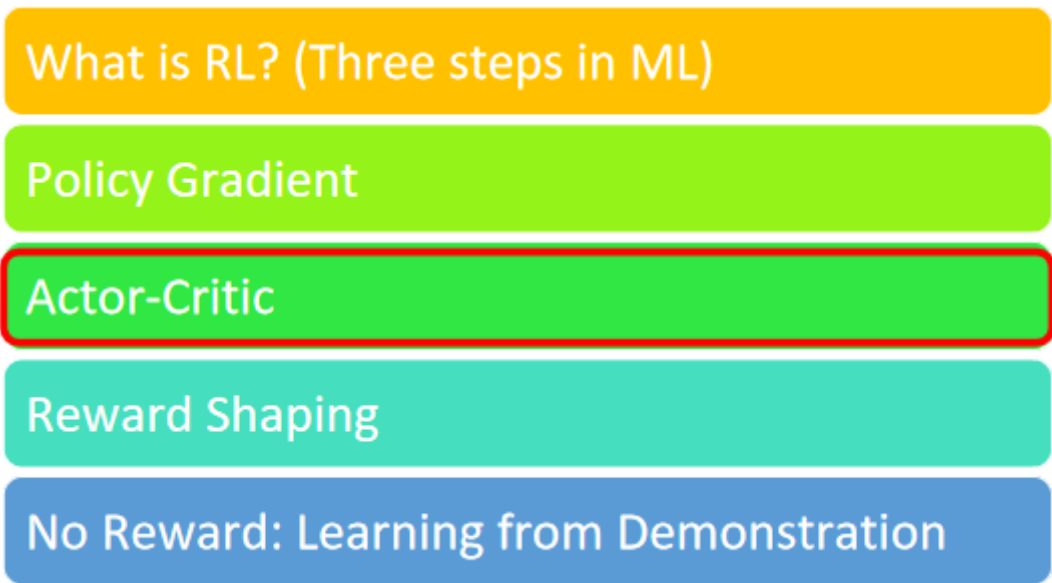 What is RL? (Three steps in ML)
Policy Gradient
Actor-Critic
Reward Shaping
No Reward: Learning from Demonstration